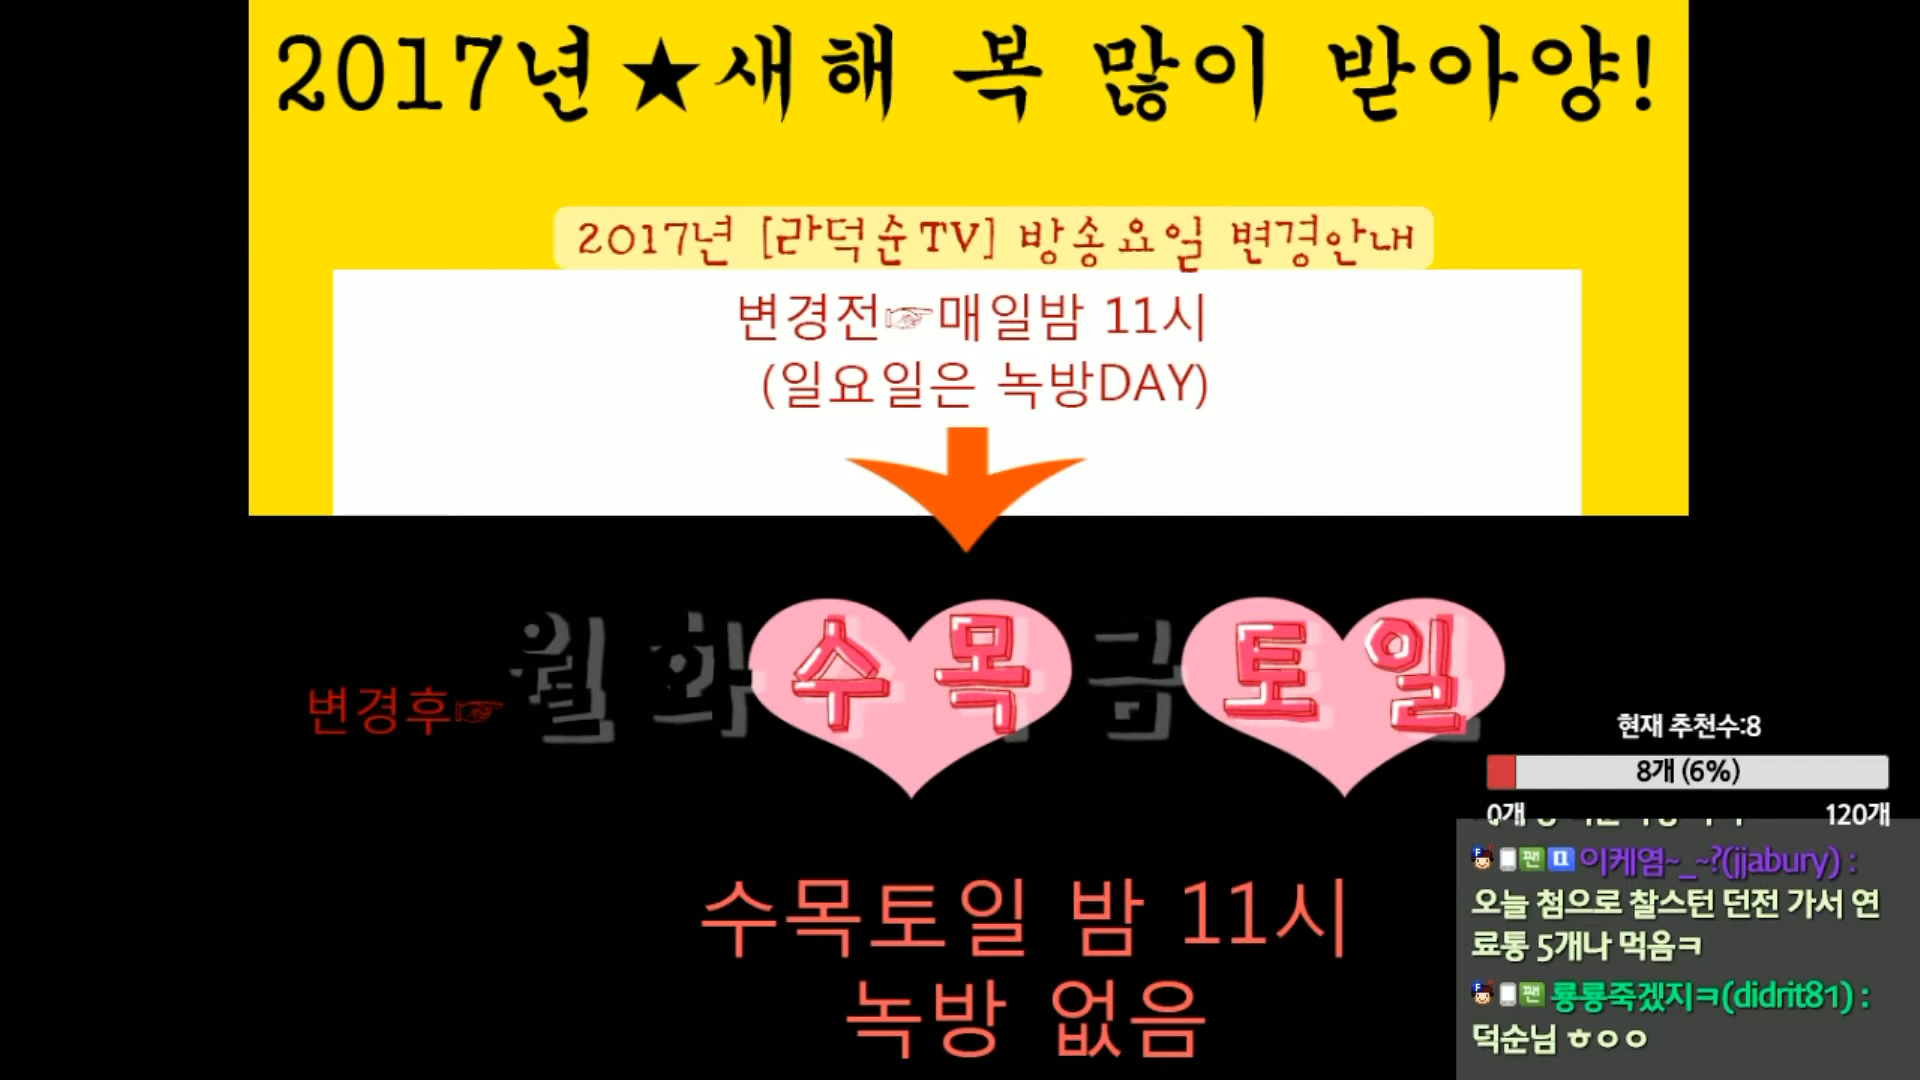 2017년★새해 복 많이 받아양!
2017년 [라덕순TV] 방송요일 변경안내
변경전☞매일밤 11시
(일요일은 녹방DAY)
변경후☞ 월 화 수 목 금 토 일
수목토일 밤 11시
녹방 없음
현재 추천수:8
8개 (6%)
0개 120개
팬 이케염~_~?(jjabury) :
오늘 첨으로 찰스턴 던전 가서 연
료통 5개나 먹음ㅋ
팬 룡룡죽겠지ㅋ(didrit81) :
덕순님 ㅎㅇㅇ